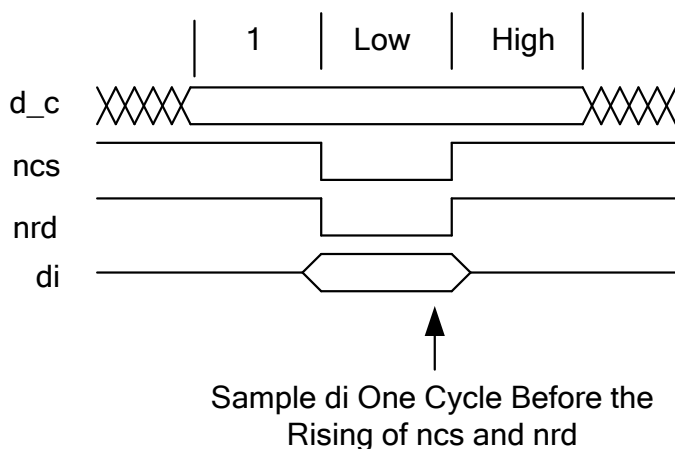 1 Low High
d_c
ncs
nrd
di
Sample di One Cycle Before the
Rising of ncs and nrd